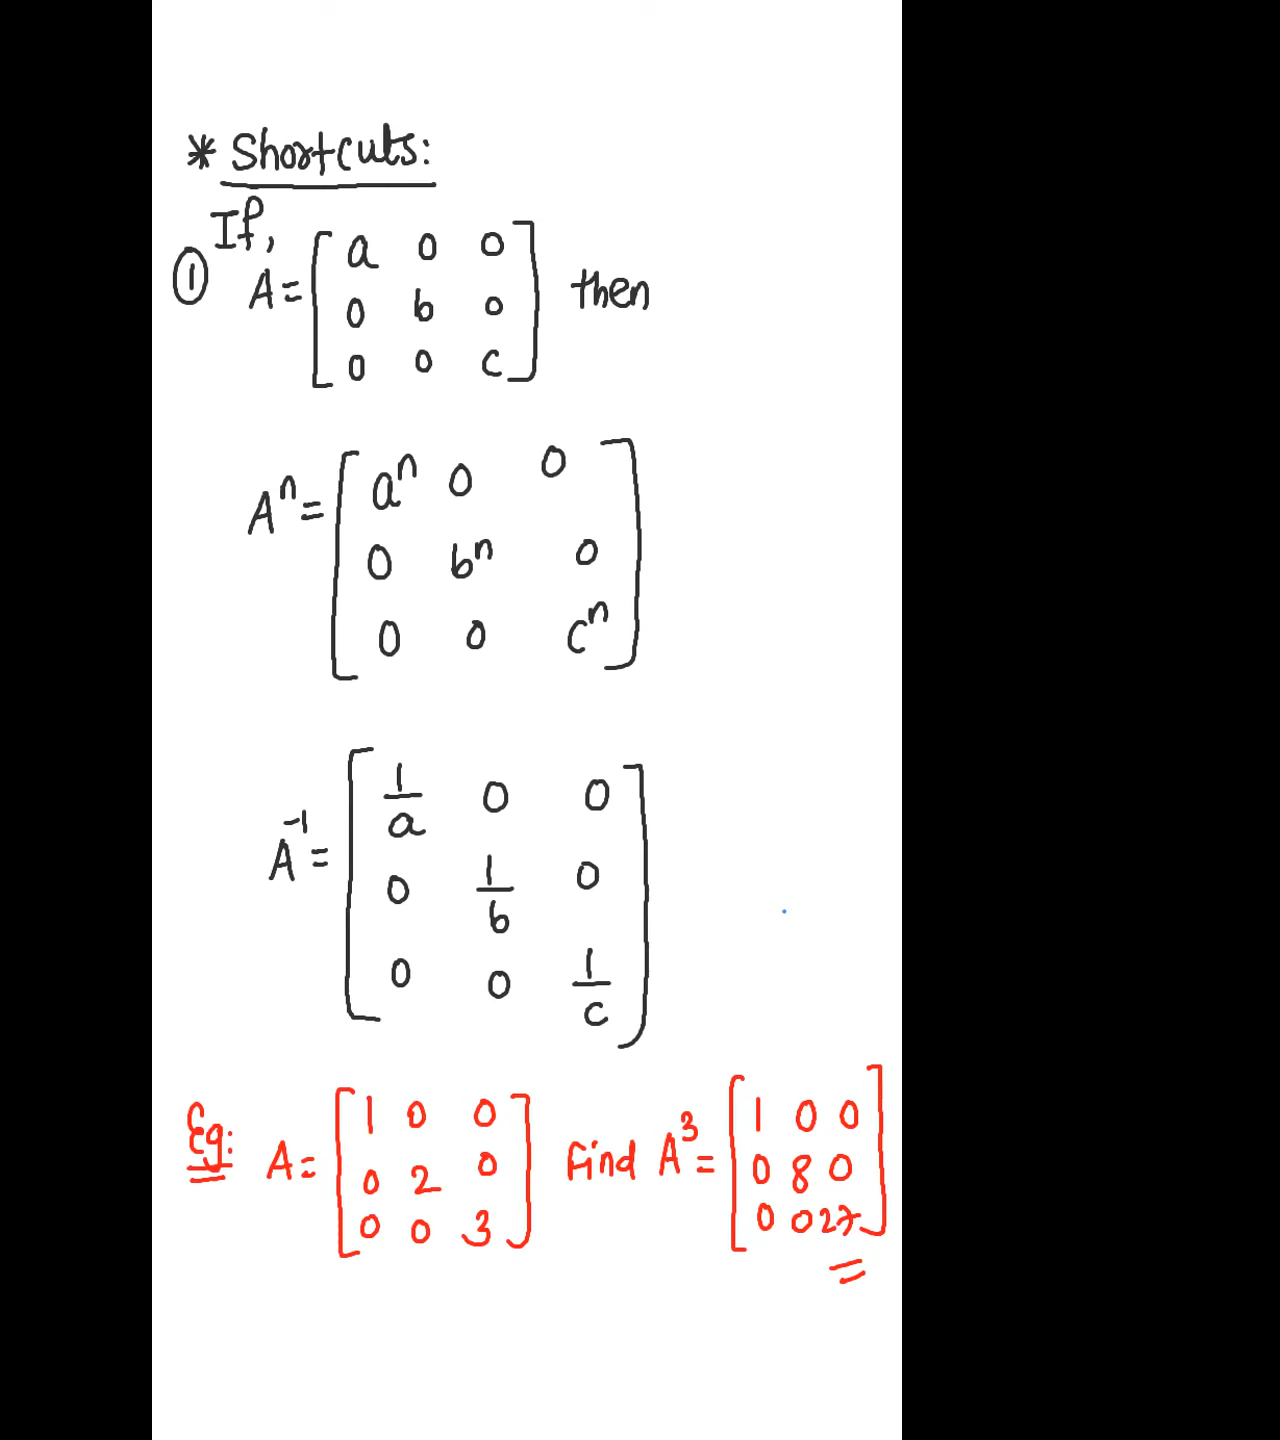 * Shortcuts:
If,
① A = [a 0 0
0 b 0
0 0 c] then
Aⁿ = [aⁿ 0 0
0 bⁿ 0
0 0 cⁿ]
A⁻¹ = [1/a 0 0
0 1/b 0
0 0 1/c]
Eg: A = [1 0 0
0 2 0
0 0 3] find A³ = [1 0 0
0 8 0
0 0 27]